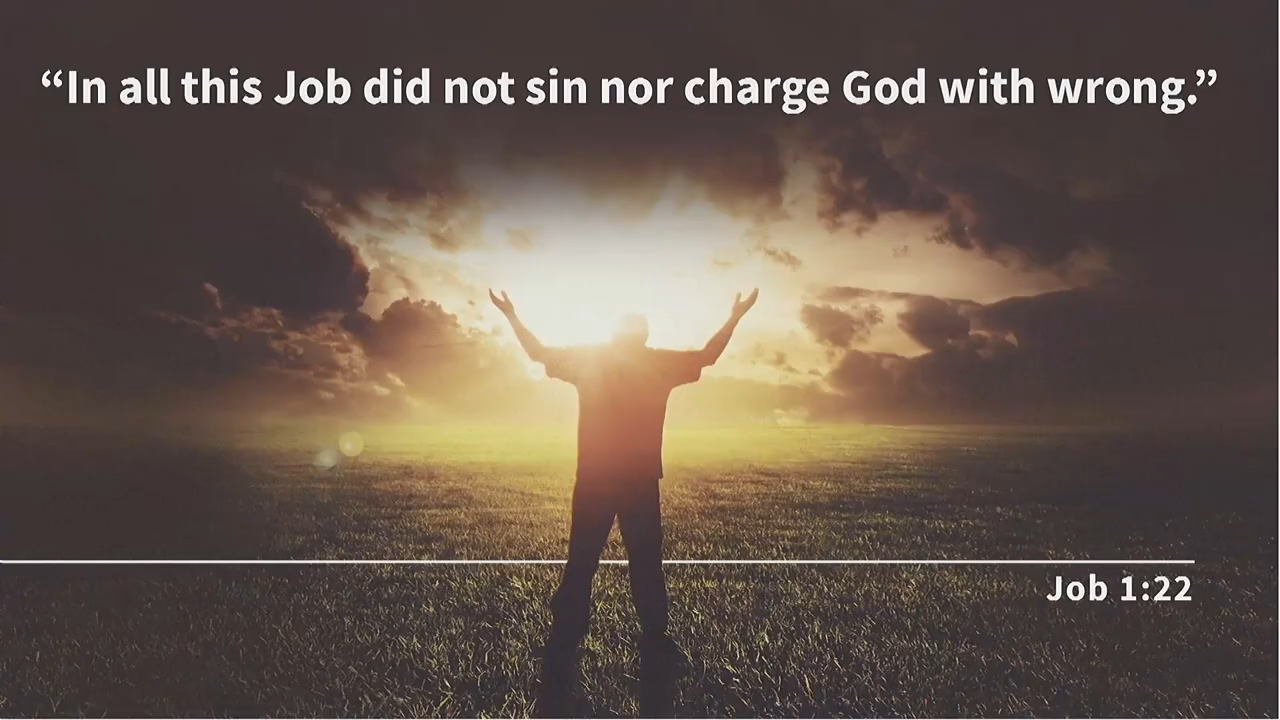 “In all this Job did not sin nor charge God with wrong.”
Job 1:22